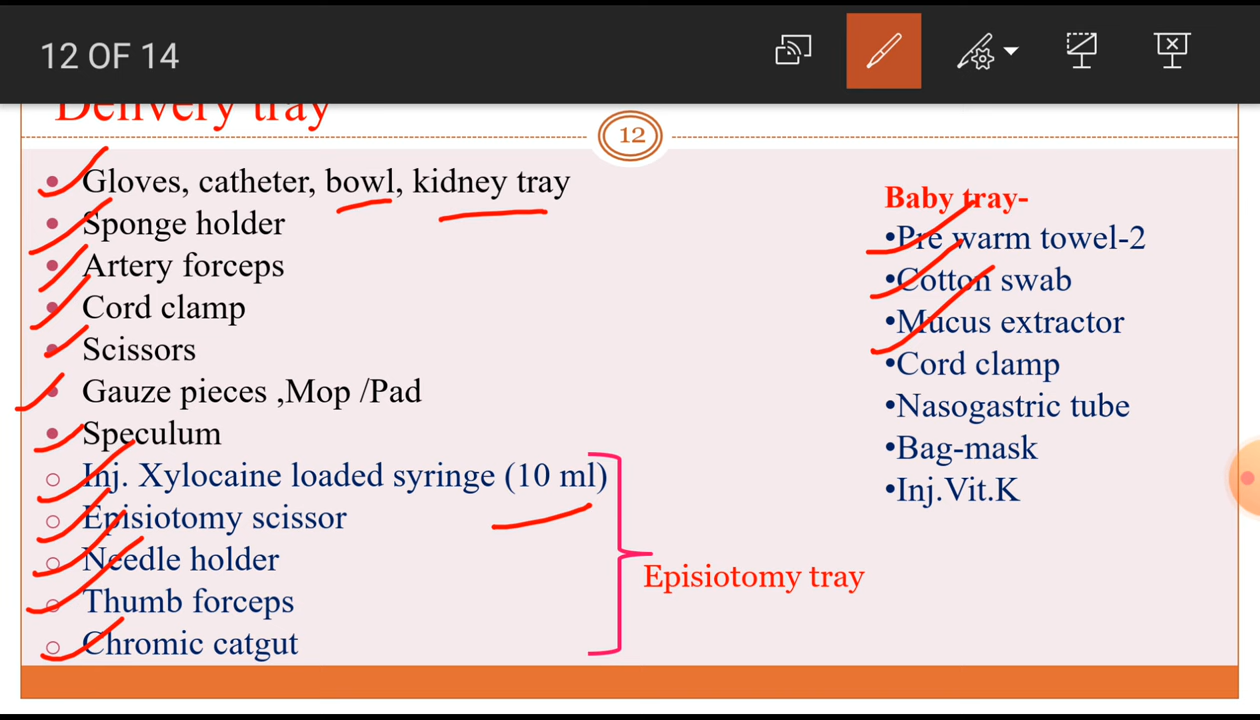 12 OF 14
Delivery tray
12
Gloves, catheter, bowl, kidney tray
Sponge holder
Artery forceps
Cord clamp
Scissors
Gauze pieces ,Mop /Pad
Speculum
Inj. Xylocaine loaded syringe (10 ml)
Episiotomy scissor
Needle holder
Thumb forceps
Chromic catgut
Episiotomy tray
Baby tray-
•Pre warm towel-2
•Cotton swab
•Mucus extractor
•Cord clamp
•Nasogastric tube
•Bag-mask
•Inj.Vit.K